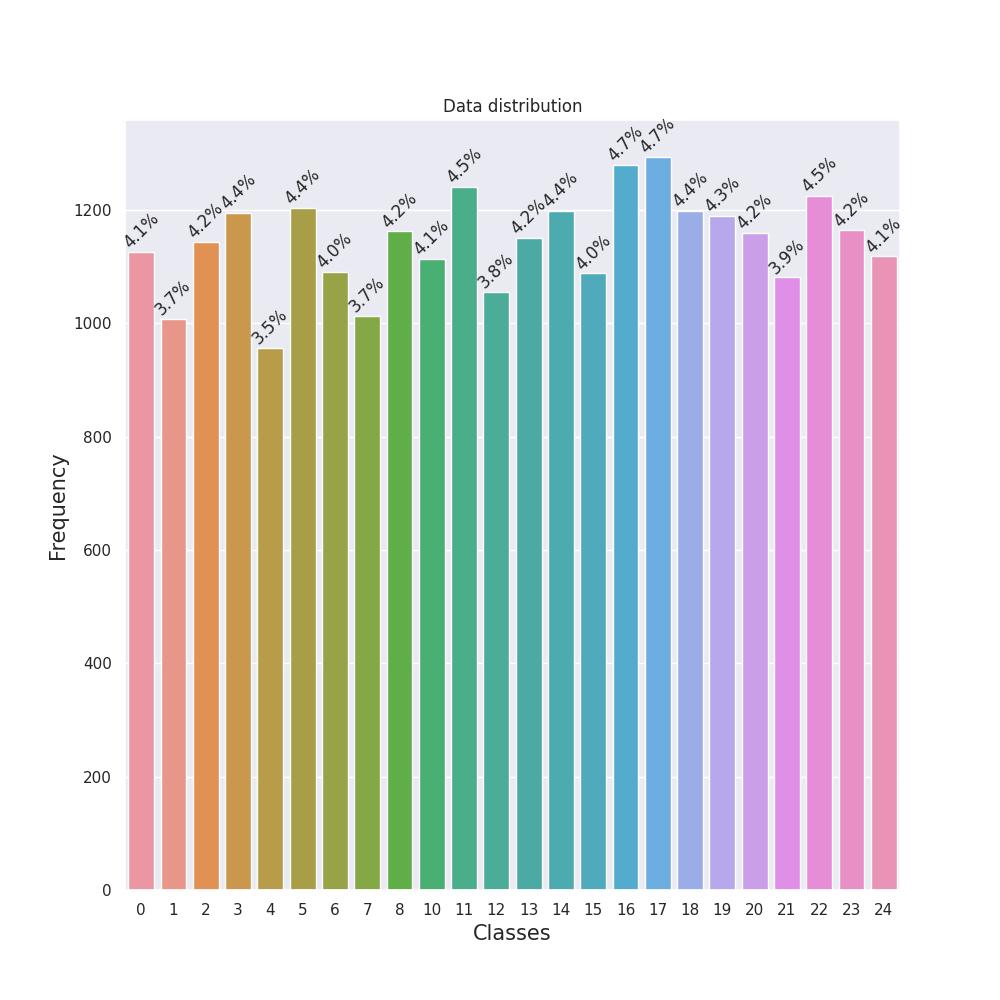 Data distribution
4.1% 3.7% 4.2% 4.4% 3.5% 4.4% 4.0% 3.7% 4.2% 4.1% 4.5% 3.8% 4.2% 4.4% 4.0% 4.7% 4.7% 4.4% 4.3% 4.2% 3.9% 4.5% 4.2% 4.1%
1200
1000
800
600
400
200
0
Frequency
0 1 2 3 4 5 6 7 8 10 11 12 13 14 15 16 17 18 19 20 21 22 23 24
Classes